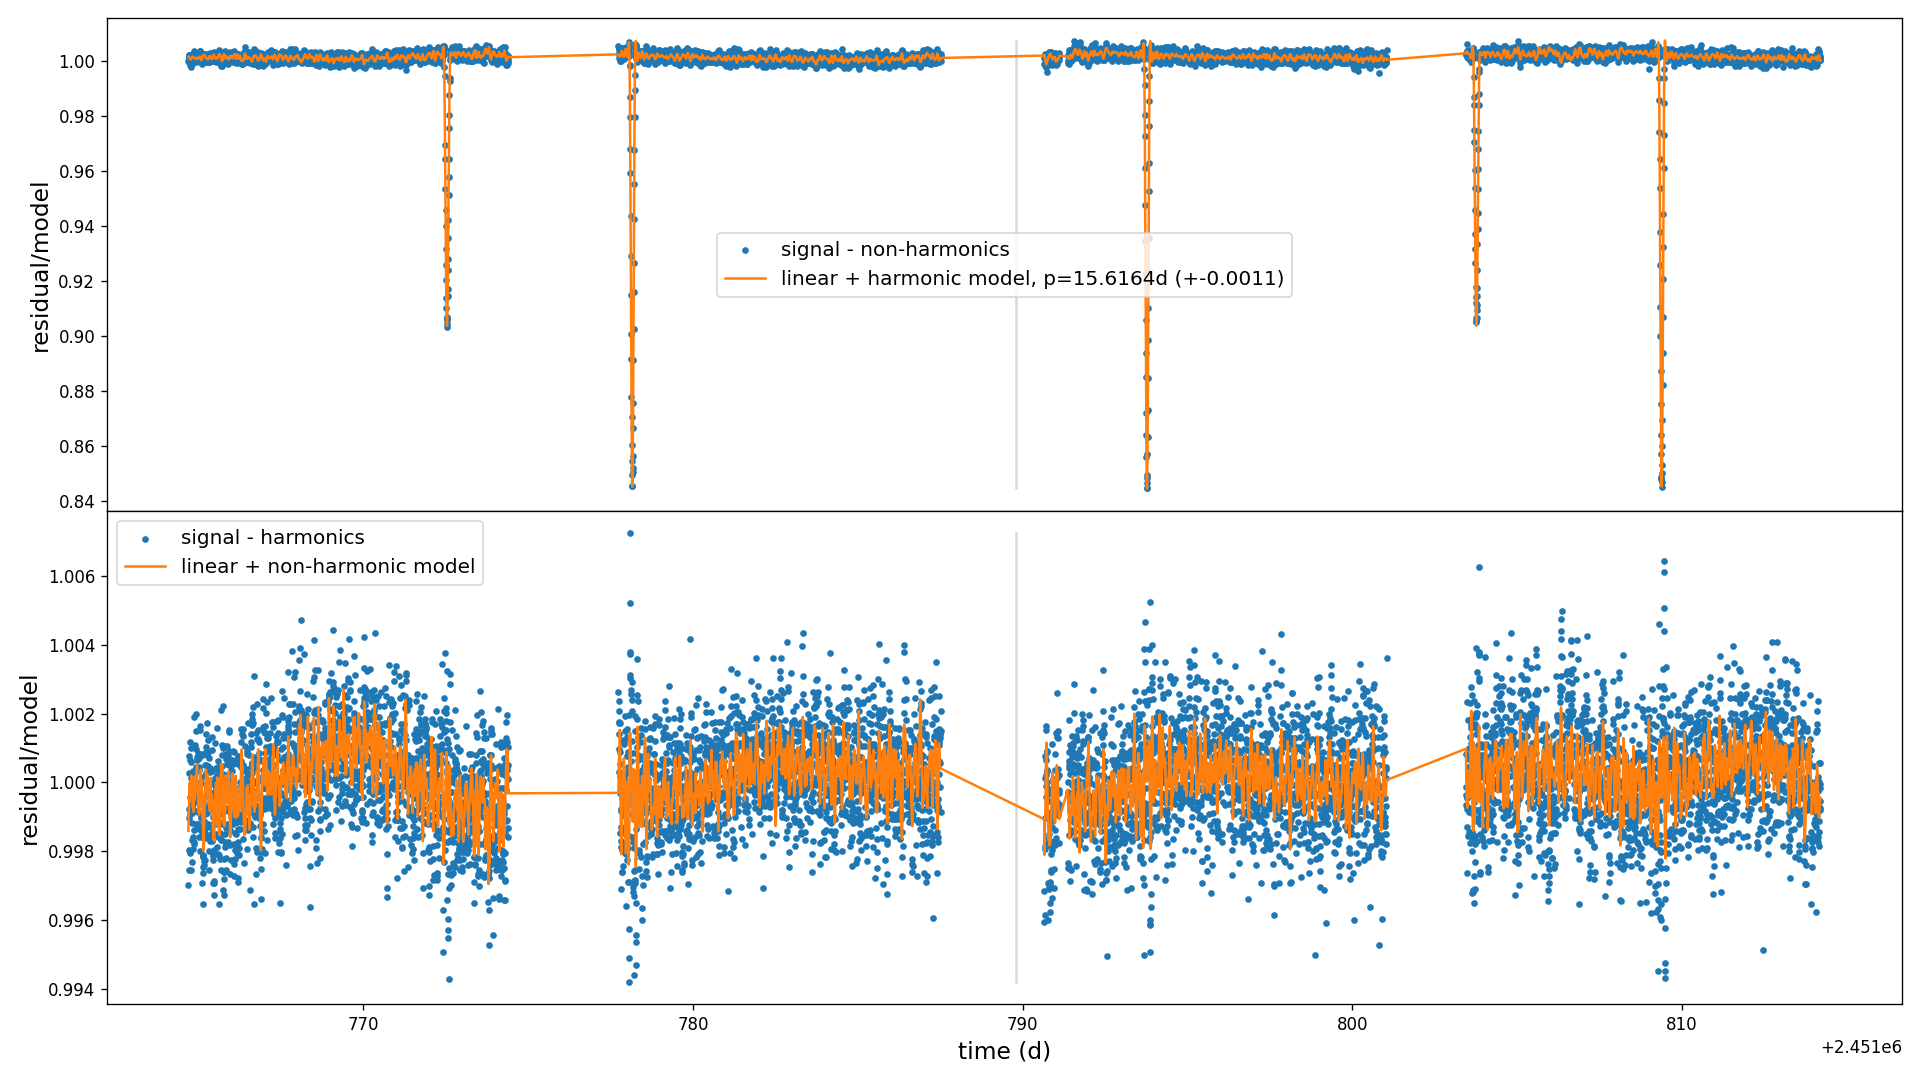 residual/model
1.00
0.98
0.96
0.94
0.92
0.90
0.88
0.86
0.84
signal - non-harmonics
linear + harmonic model, p=15.6164d (+-0.0011)
residual/model
1.006
1.004
1.002
1.000
0.998
0.996
0.994
signal - harmonics
linear + non-harmonic model
770
780
790
800
810
time (d)
+2.451e6